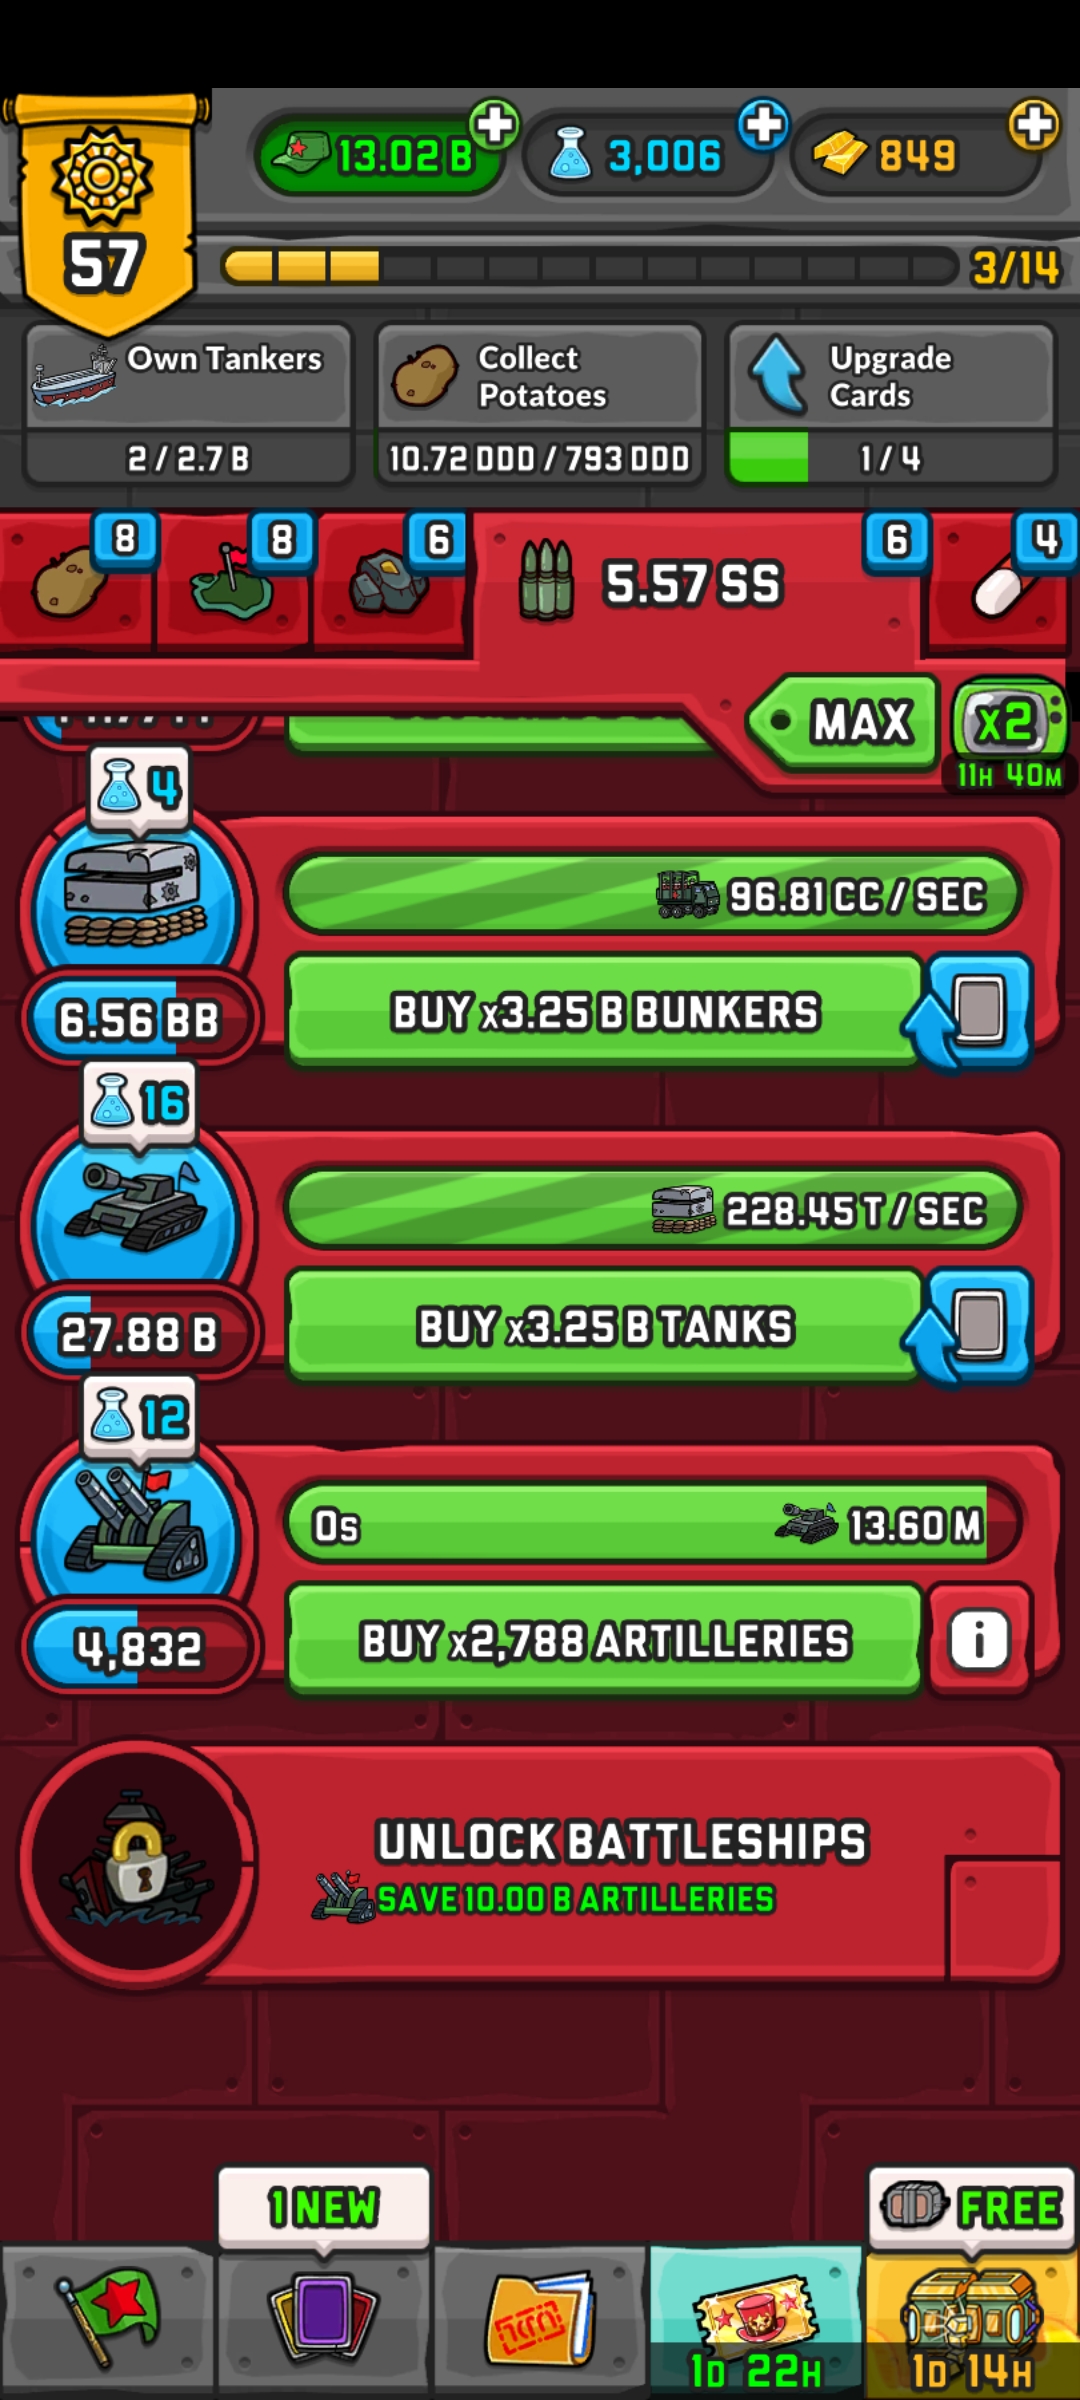 13.02 B
3,006
849
57
3/14
Own Tankers
2 / 2.7 B
Collect
Potatoes
10.72 DDD / 793 DDD
Upgrade
Cards
1 / 4
8
8
6
5.57 SS
6
4
MAX
x2
11H 40M
4
96.81 CC / SEC
6.56 BB
BUY x3.25 B BUNKERS
16
228.45 T / SEC
27.88 B
BUY x3.25 B TANKS
12
0s
13.60 M
4,832
BUY x2,788 ARTILLERIES
i
UNLOCK BATTLESHIPS
SAVE 10.00 B ARTILLERIES
1 NEW
FREE
1D 22H
1D 14H